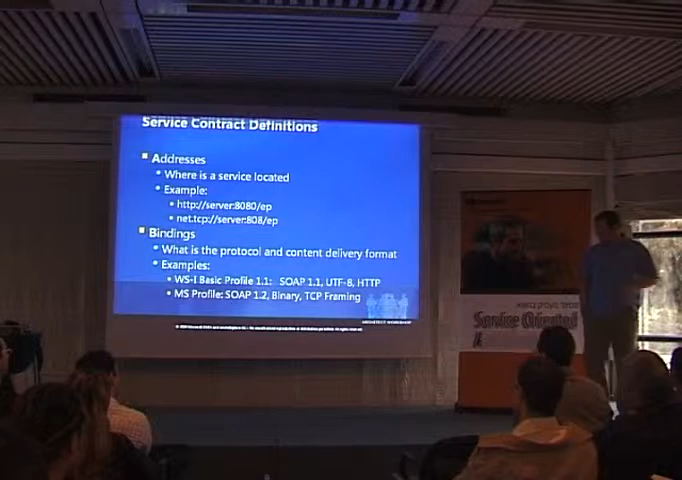 Service Contract Definitions
Addresses
Where is a service located
Example:
http://server:8080/ep
net.tcp://server:808/ep
Bindings
What is the protocol and content delivery format
Examples:
WS-I Basic Profile 1.1: SOAP 1.1, UTF-8, HTTP
MS Profile: SOAP 1.2, Binary, TCP Framing
Service Oriented